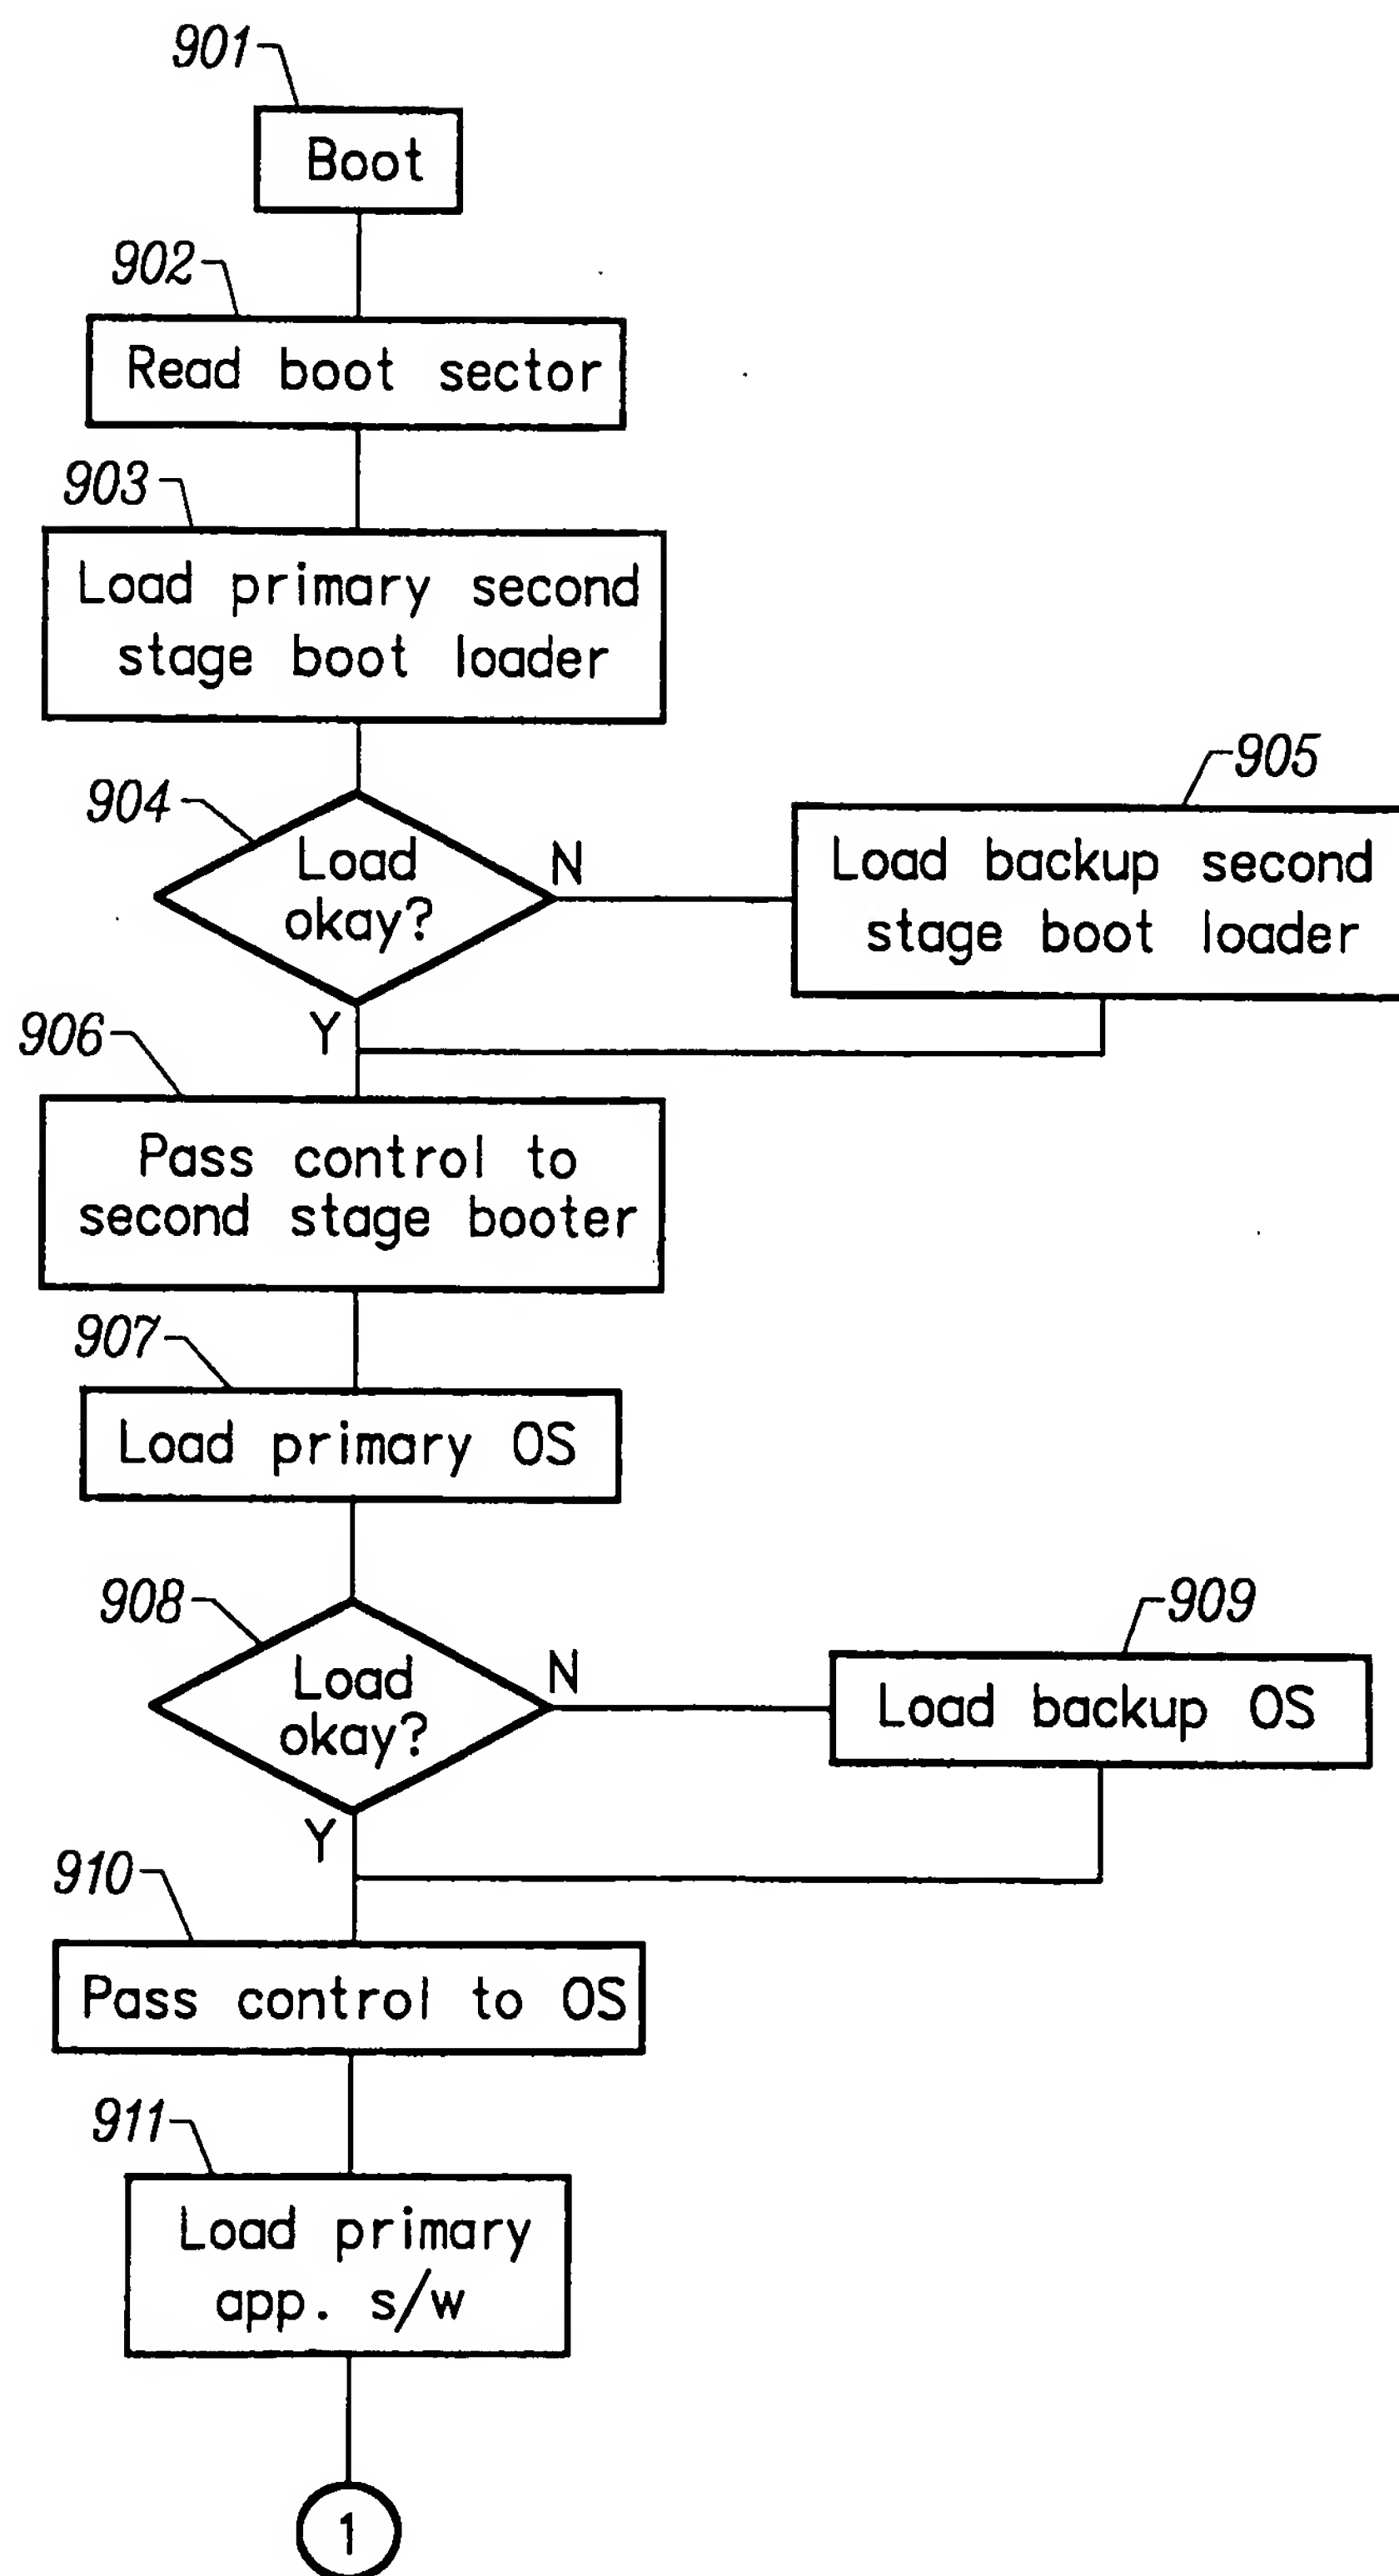 901
Boot
902
Read boot sector
903
Load primary second
stage boot loader
904
Load
okay?
N
Y
905
Load backup second
stage boot loader
906
Pass control to
second stage booter
907
Load primary OS
908
Load
okay?
N
Y
909
Load backup OS
910
Pass control to OS
911
Load primary
app. s/w
1